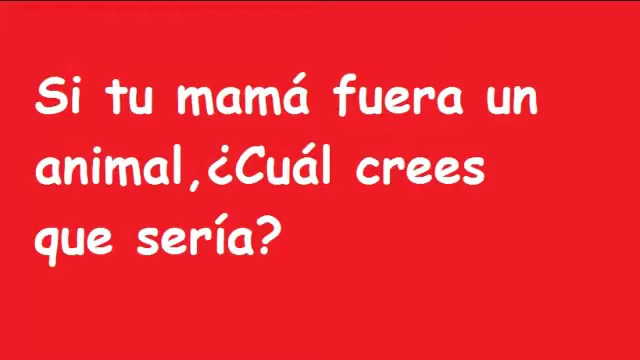 Si tu mamá fuera un
animal,¿Cuál crees
que sería?